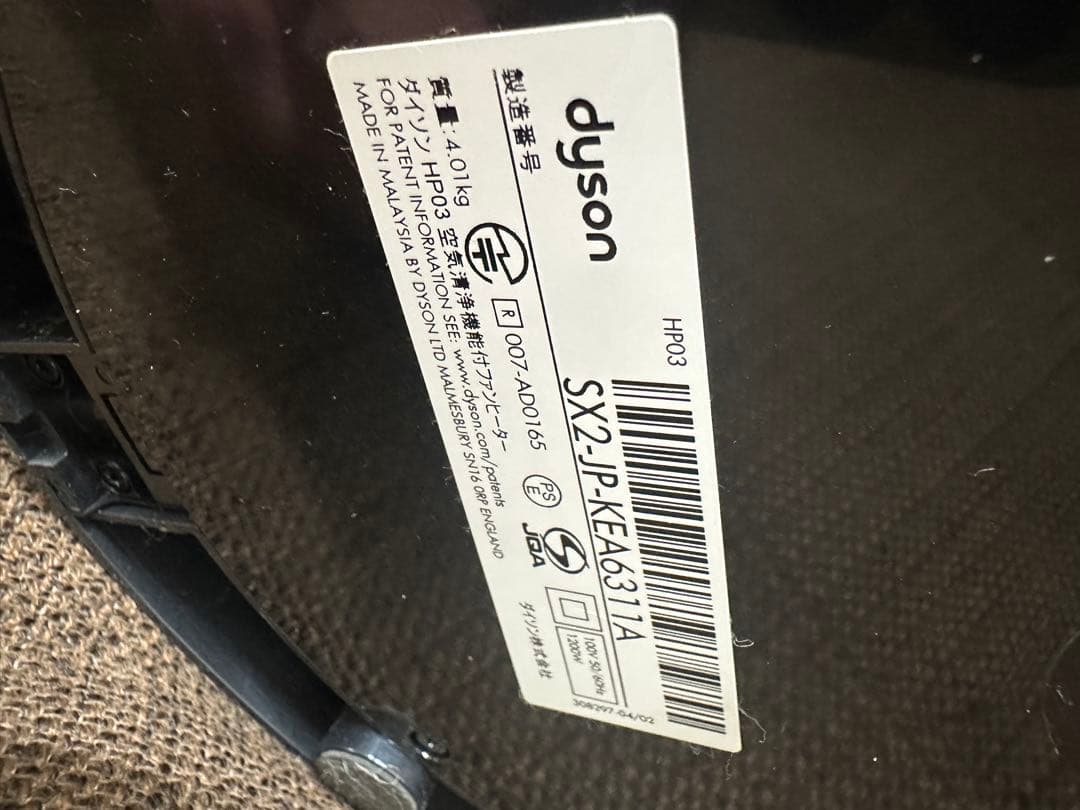 dyson
HP03
製造番号
SX2-JP-KEA6311A
質量: 4.01kg
R 007-AD0165
PS
E
JQA
100V 50/60Hz
1200W
ダイソン HP03 空気清浄機能付ファンヒーター
ダイソン株式会社
FOR PATENT INFORMATION SEE: www.dyson.com/patents
MADE IN MALAYSIA BY DYSON LTD MALMESBURY SN16 0RP ENGLAND
308297-04/02